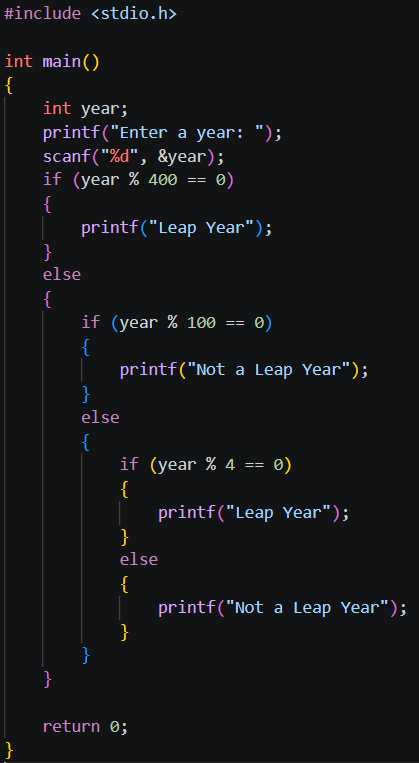 #include <stdio.h>
int main()
{
    int year;
    printf("Enter a year: ");
    scanf("%d", &year);
    if (year % 400 == 0)
    {
        printf("Leap Year");
    }
    else
    {
        if (year % 100 == 0)
        {
            printf("Not a Leap Year");
        }
        else
        {
            if (year % 4 == 0)
            {
                printf("Leap Year");
            }
            else
            {
                printf("Not a Leap Year");
            }
        }
    }
    return 0;
}